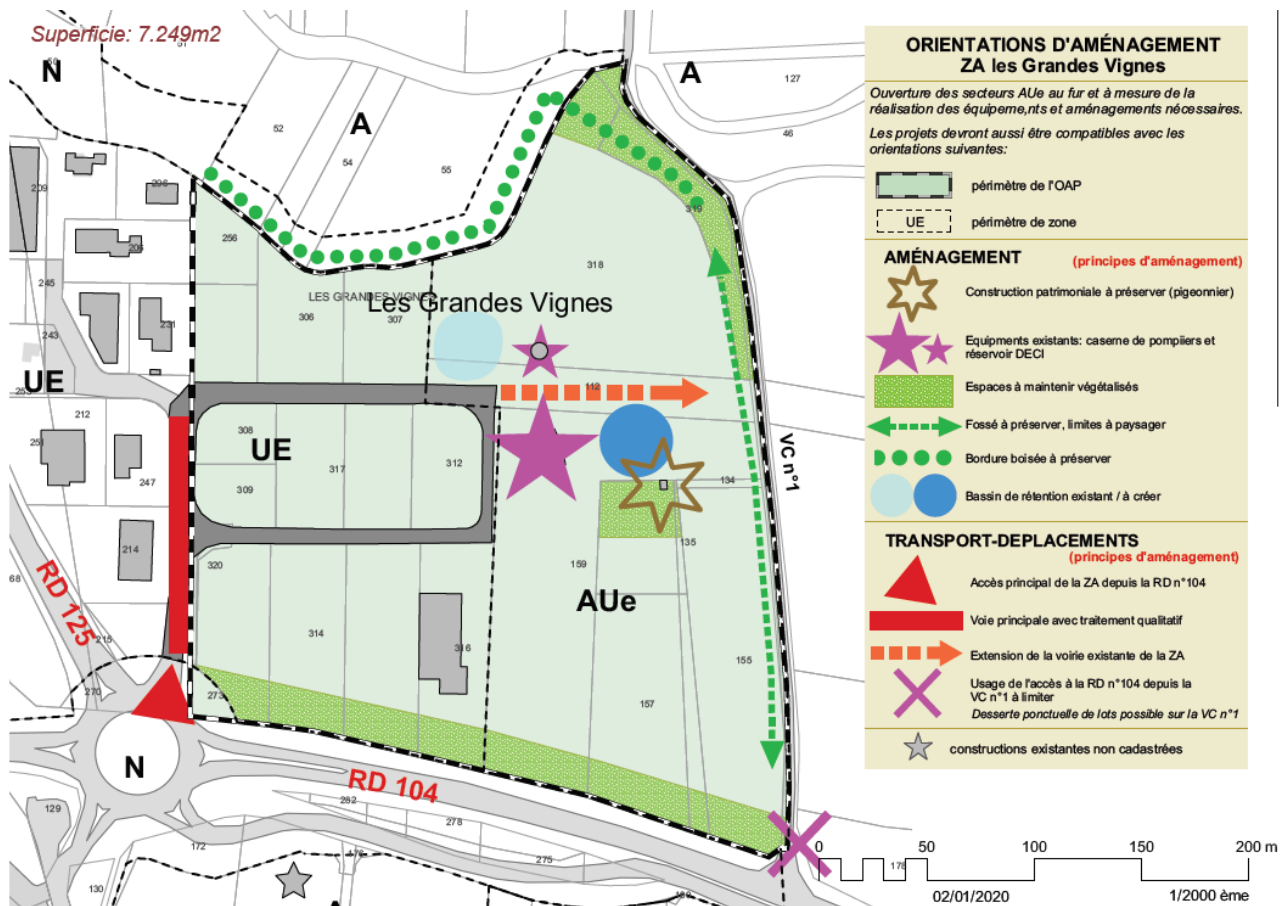 Superficie: 7.249m2
51
56
N
A
A
127
46
52
54
55
209
206
206
256
319
318
245
LES GRANDES VIGNES
Les Grandes Vignes
306
307
231
243
UE
112
212
308
UE
317
312
251
309
247
VC n°1
134
135
214
320
159
AUe
68
RD 125
215
314
316
155
270
273
157
N
RD 104
282
278
129
172
176
275
130
178
ORIENTATIONS D'AMÉNAGEMENT
ZA les Grandes Vignes
Ouverture des secteurs AUe au fur et à mesure de la
réalisation des équipeme,nts et aménagements nécessaires.
Les projets devront aussi être compatibles avec les
orientations suivantes:
périmètre de l'OAP
UE
périmètre de zone
AMÉNAGEMENT
(principes d'aménagement)
Construction patrimoniale à préserver (pigeonnier)
Equipments existants: caserne de pompiiers et
réservoir DECI
Espaces à maintenir végétalisés
Fossé à préserver, limites à paysager
Bordure boisée à préserver
Bassin de rétention existant / à créer
TRANSPORT-DEPLACEMENTS
(principes d'aménagement)
Accès principal de la ZA depuis la RD n°104
Voie principale avec traitement qualitatif
Extension de la voirie existante de la ZA
Usage de l'accès à la RD n°104 depuis la
VC n°1 à limiter
Desserte ponctuelle de lots possible sur la VC n°1
constructions existantes non cadastrées
0 50 100 150 200 m
02/01/2020
1/2000 ème